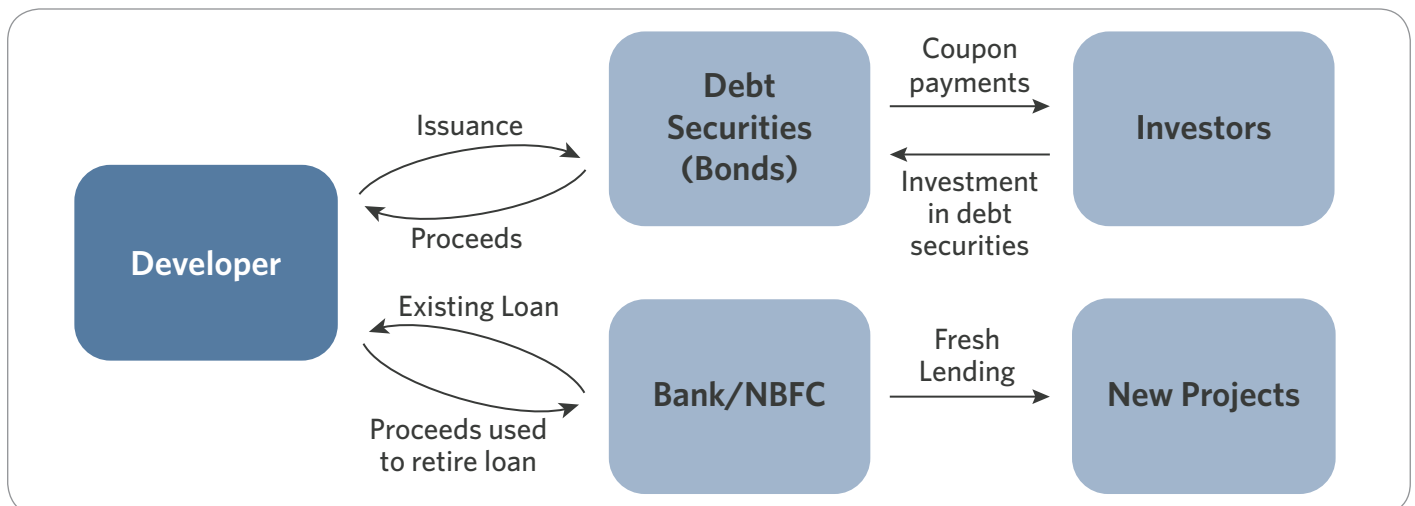 Developer
Issuance
Proceeds
Debt
Securities
(Bonds)
Coupon
payments
Investment
in debt
securities
Investors
Existing Loan
Proceeds used
to retire loan
Bank/NBFC
Fresh
Lending
New Projects